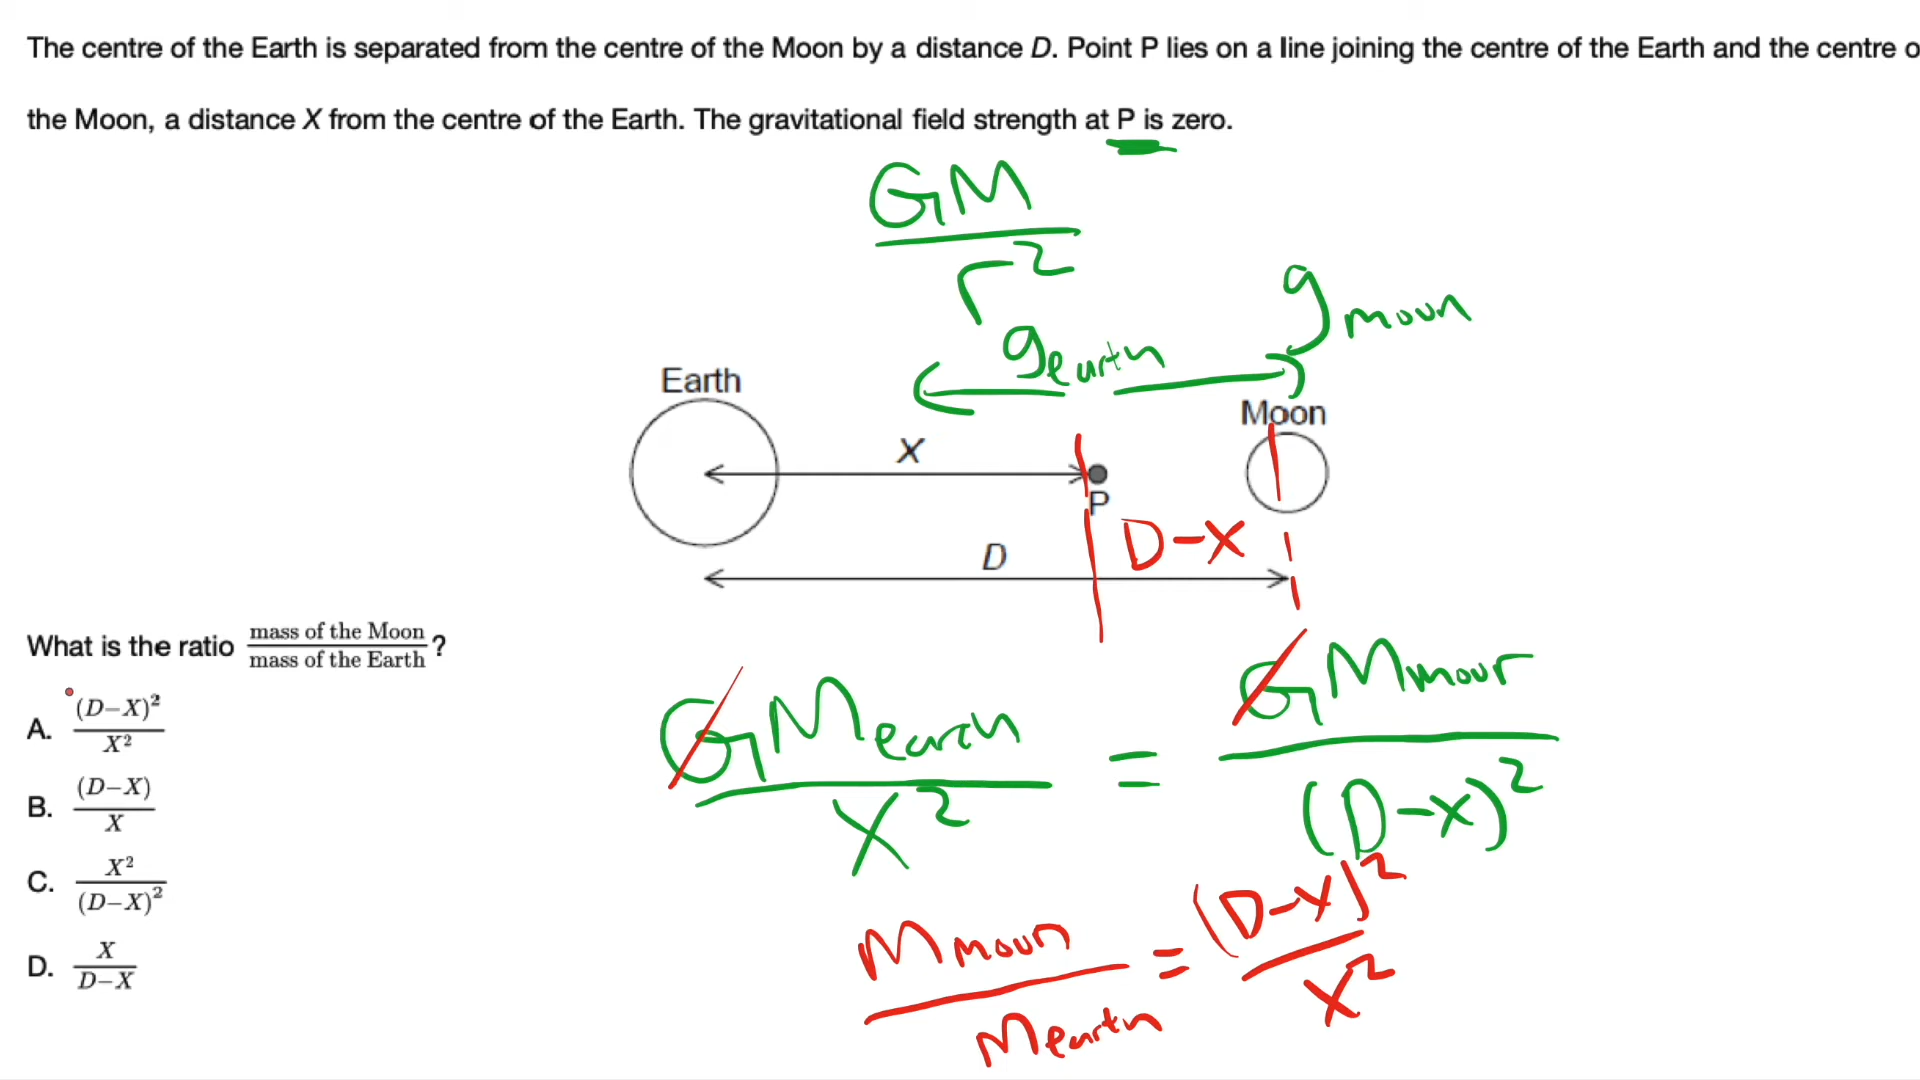 The centre of the Earth is separated from the centre of the Moon by a distance D. Point P lies on a line joining the centre of the Earth and the centre o
the Moon, a distance X from the centre of the Earth. The gravitational field strength at P is zero.
GM
r²
g moon
g earth
Earth
Moon
X
P
D-X
D
What is the ratio mass of the Moon / mass of the Earth ?
GM earth / X² = GM moon / (D-X)²
A. (D–X)² / X²
B. (D–X) / X
C. X² / (D–X)²
D. X / D–X
M moon / M earth = (D-X)² / X²